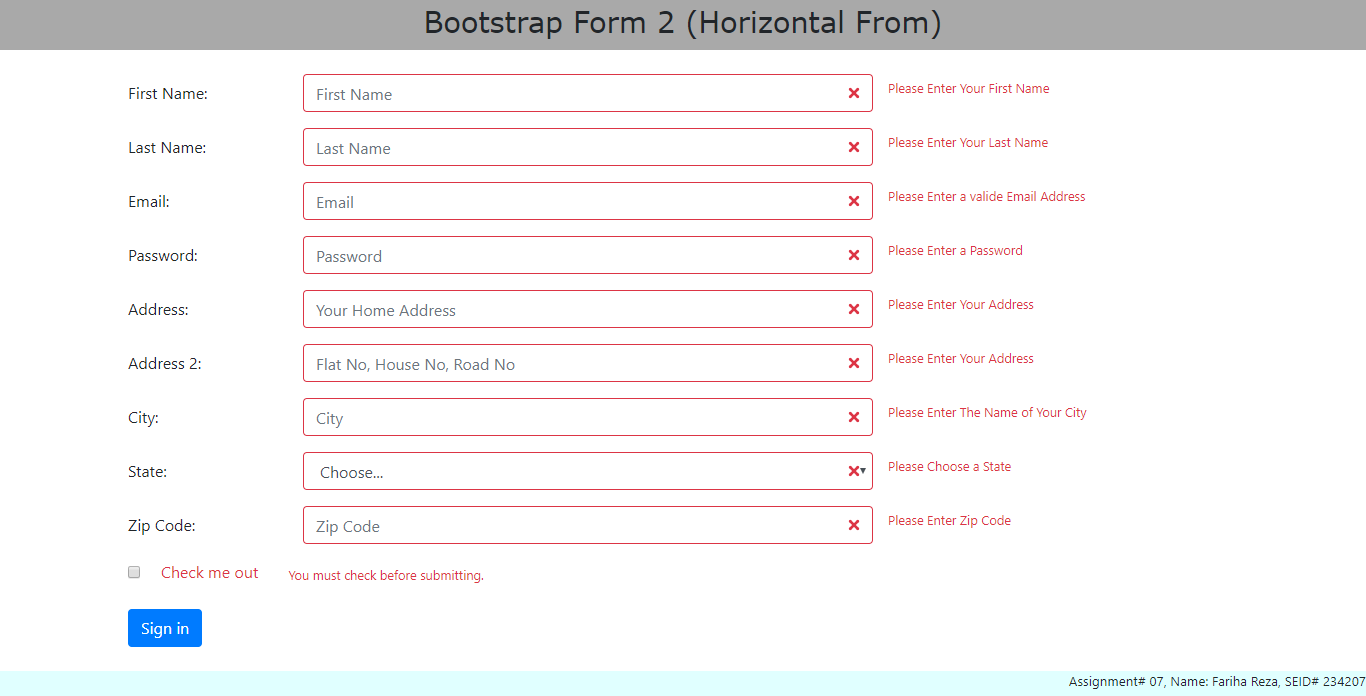 Bootstrap Form 2 (Horizontal From)
First Name: First Name Please Enter Your First Name
Last Name: Last Name Please Enter Your Last Name
Email: Email Please Enter a valide Email Address
Password: Password Please Enter a Password
Address: Your Home Address Please Enter Your Address
Address 2: Flat No, House No, Road No Please Enter Your Address
City: City Please Enter The Name of Your City
State: Choose... Please Choose a State
Zip Code: Zip Code Please Enter Zip Code
Check me out You must check before submitting.
Sign in
Assignment# 07, Name: Fariha Reza, SEID# 234207